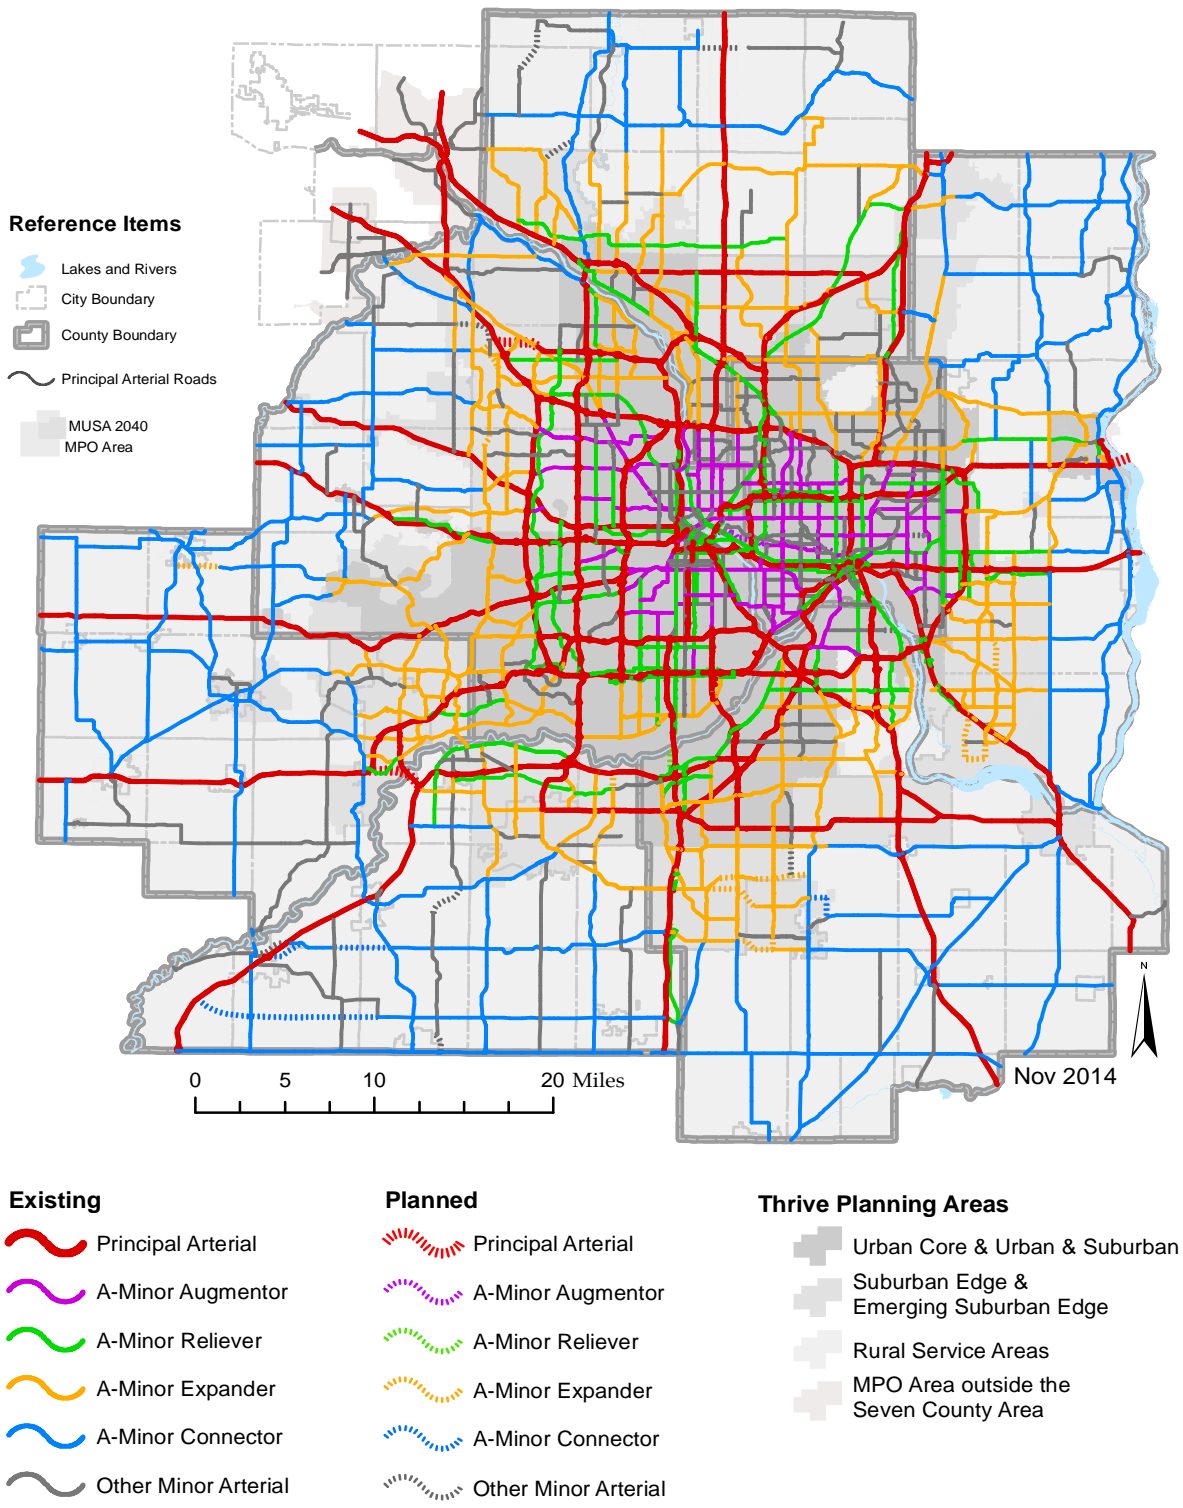 Reference Items
Lakes and Rivers
City Boundary
County Boundary
Principal Arterial Roads
MUSA 2040
MPO Area
N
0 5 10 20 Miles
Nov 2014
Existing
Principal Arterial
A-Minor Augmentor
A-Minor Reliever
A-Minor Expander
A-Minor Connector
Other Minor Arterial
Planned
Principal Arterial
A-Minor Augmentor
A-Minor Reliever
A-Minor Expander
A-Minor Connector
Other Minor Arterial
Thrive Planning Areas
Urban Core & Urban & Suburban
Suburban Edge &
Emerging Suburban Edge
Rural Service Areas
MPO Area outside the
Seven County Area